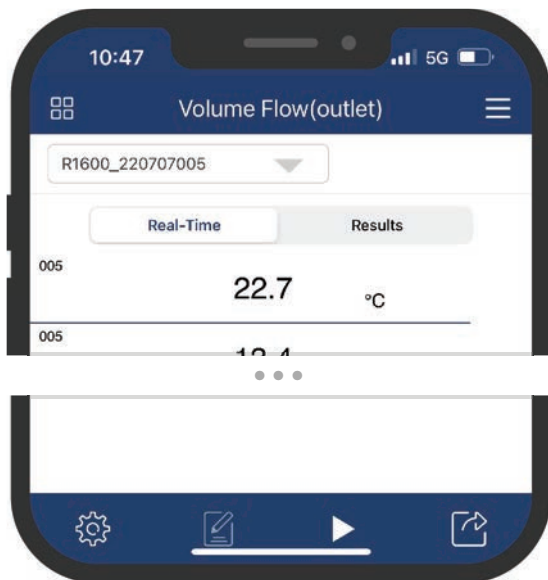 10:47
5G
Volume Flow(outlet)
R1600_220707005
Real-Time
Results
005
22.7
°C
005